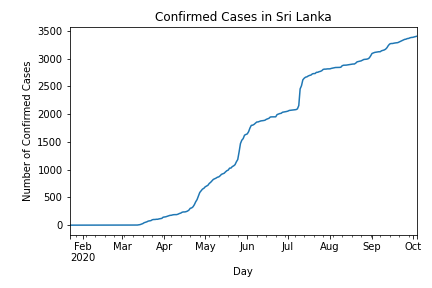 Confirmed Cases in Sri Lanka
Number of Confirmed Cases
3500
3000
2500
2000
1500
1000
500
0
Feb Mar Apr May Jun Jul Aug Sep Oct
2020
Day